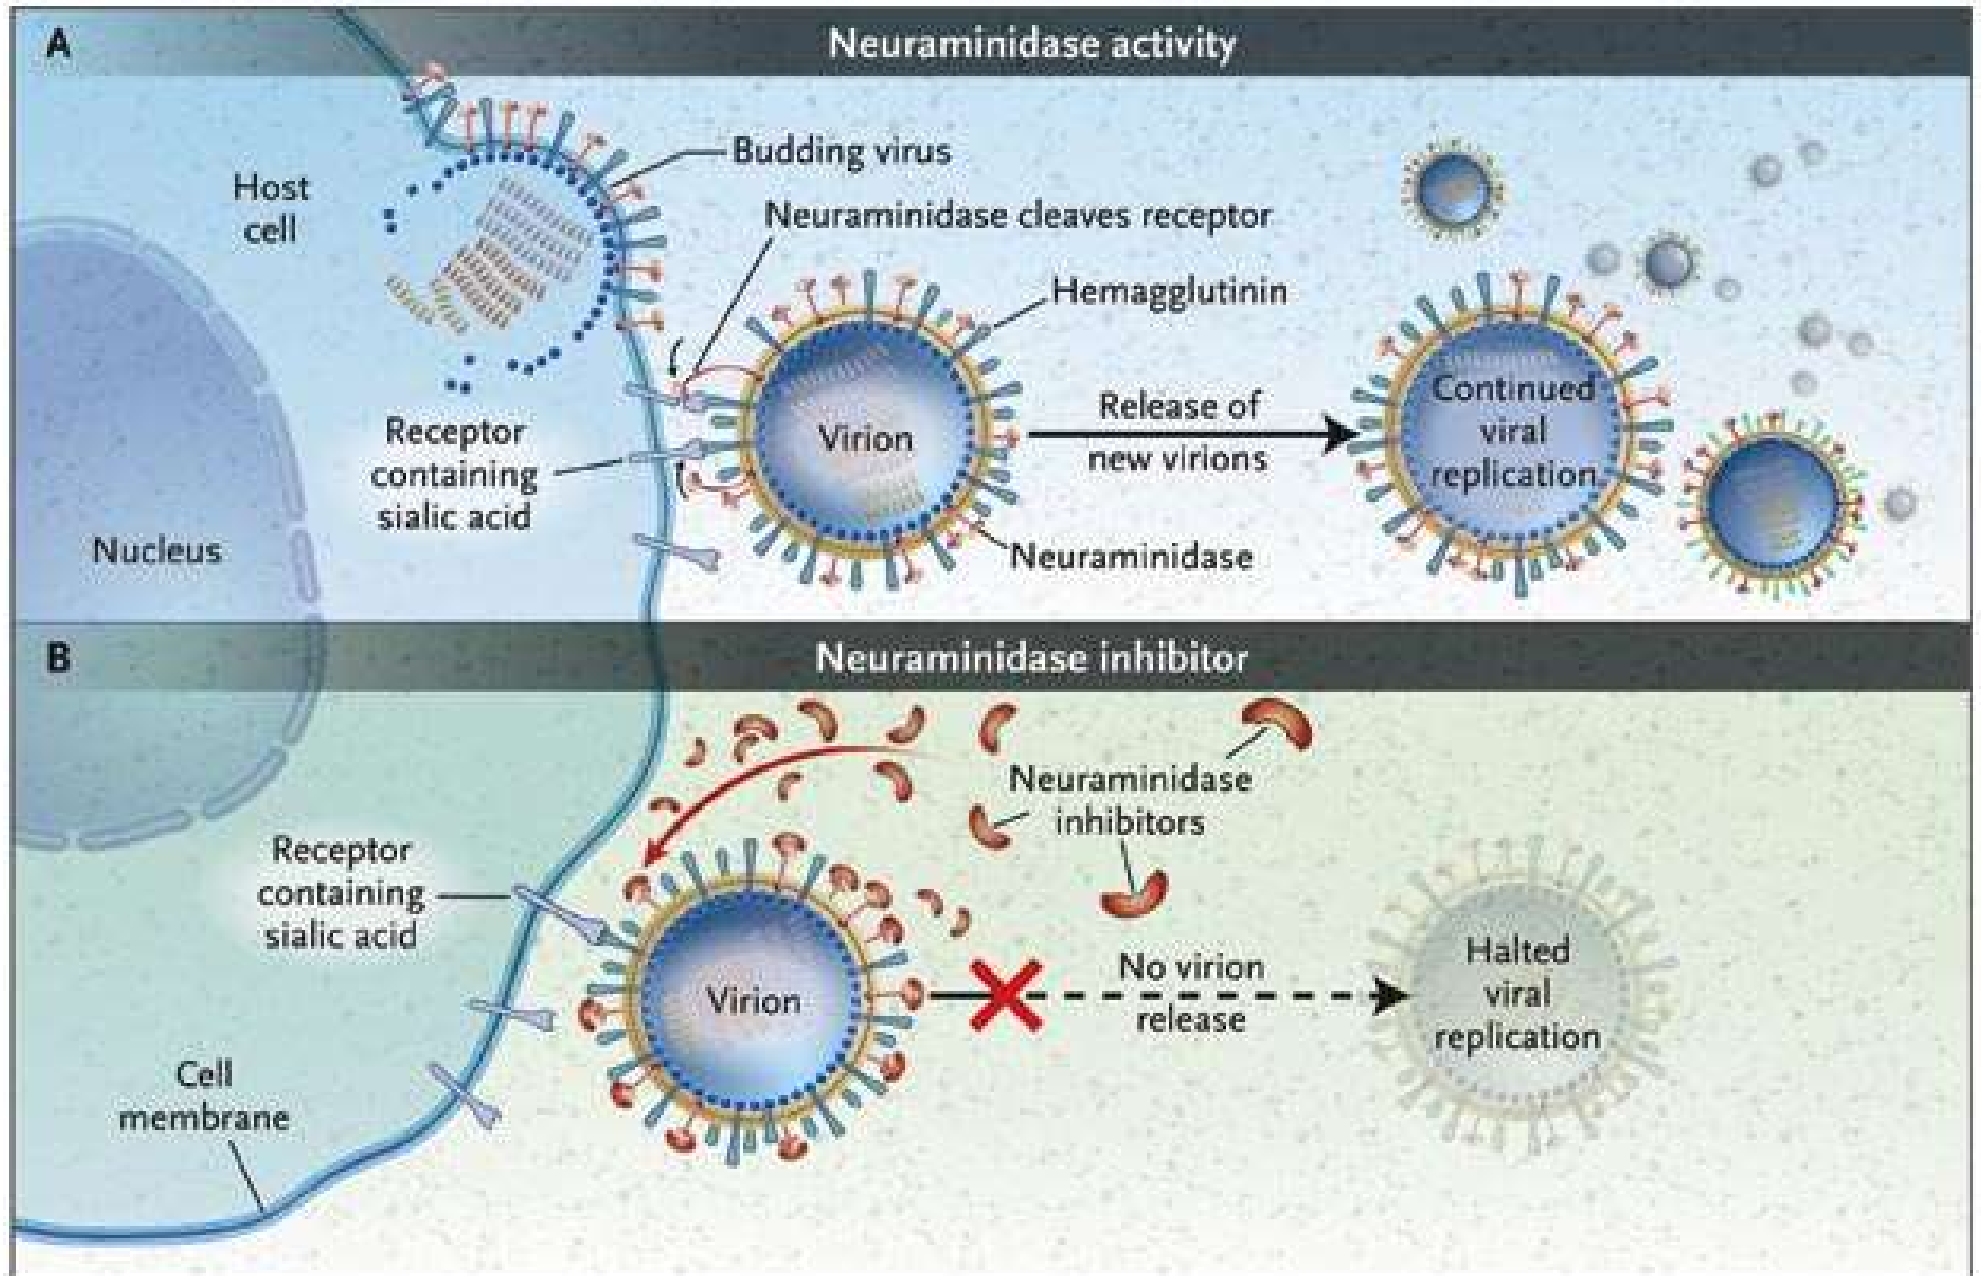 A
Neuraminidase activity
Budding virus
Host
cell
Neuraminidase cleaves receptor
Hemagglutinin
Virion
Release of
new virions
Continued
viral
replication
Receptor
containing
sialic acid
Nucleus
Neuraminidase
B
Neuraminidase inhibitor
Neuraminidase
inhibitors
Receptor
containing
sialic acid
Virion
No virion
release
Halted
viral
replication
Cell
membrane